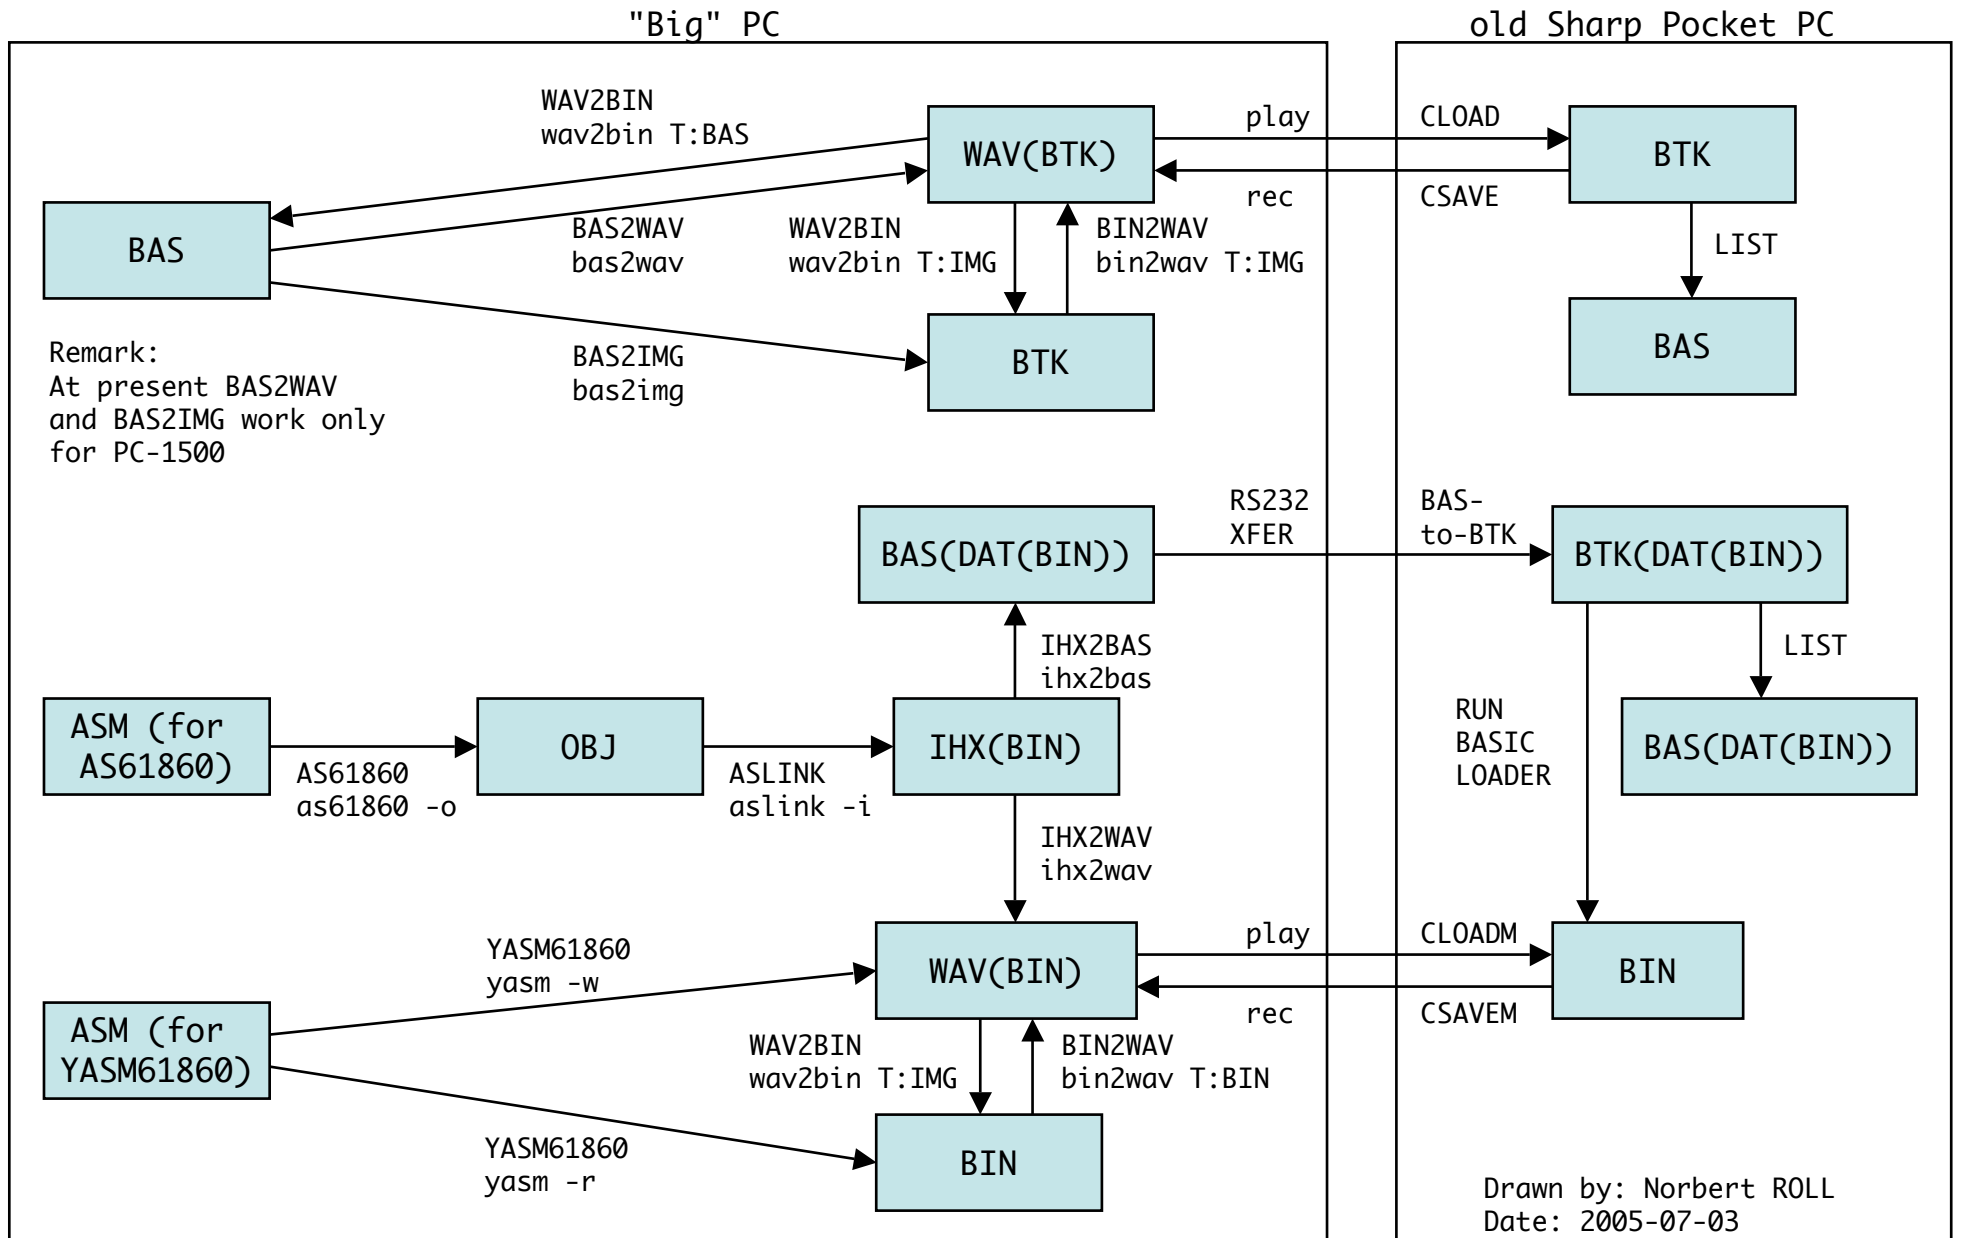 "Big" PC
old Sharp Pocket PC
WAV2BIN
wav2bin T:BAS
WAV(BTK)
play
CLOAD
BTK
rec
CSAVE
BAS
BAS2WAV
bas2wav
WAV2BIN
wav2bin T:IMG
BIN2WAV
bin2wav T:IMG
LIST
BAS2IMG
bas2img
BTK
BAS
Remark:
At present BAS2WAV
and BAS2IMG work only
for PC-1500
BAS(DAT(BIN))
RS232
XFER
BAS-
to-BTK
BTK(DAT(BIN))
IHX2BAS
ihx2bas
LIST
ASM (for
AS61860)
AS61860
as61860 -o
OBJ
ASLINK
aslink -i
IHX(BIN)
RUN
BASIC
LOADER
BAS(DAT(BIN))
IHX2WAV
ihx2wav
YASM61860
yasm -w
WAV(BIN)
play
CLOADM
BIN
rec
CSAVEM
ASM (for
YASM61860)
WAV2BIN
wav2bin T:IMG
BIN2WAV
bin2wav T:BIN
YASM61860
yasm -r
BIN
Drawn by: Norbert ROLL
Date: 2005-07-03